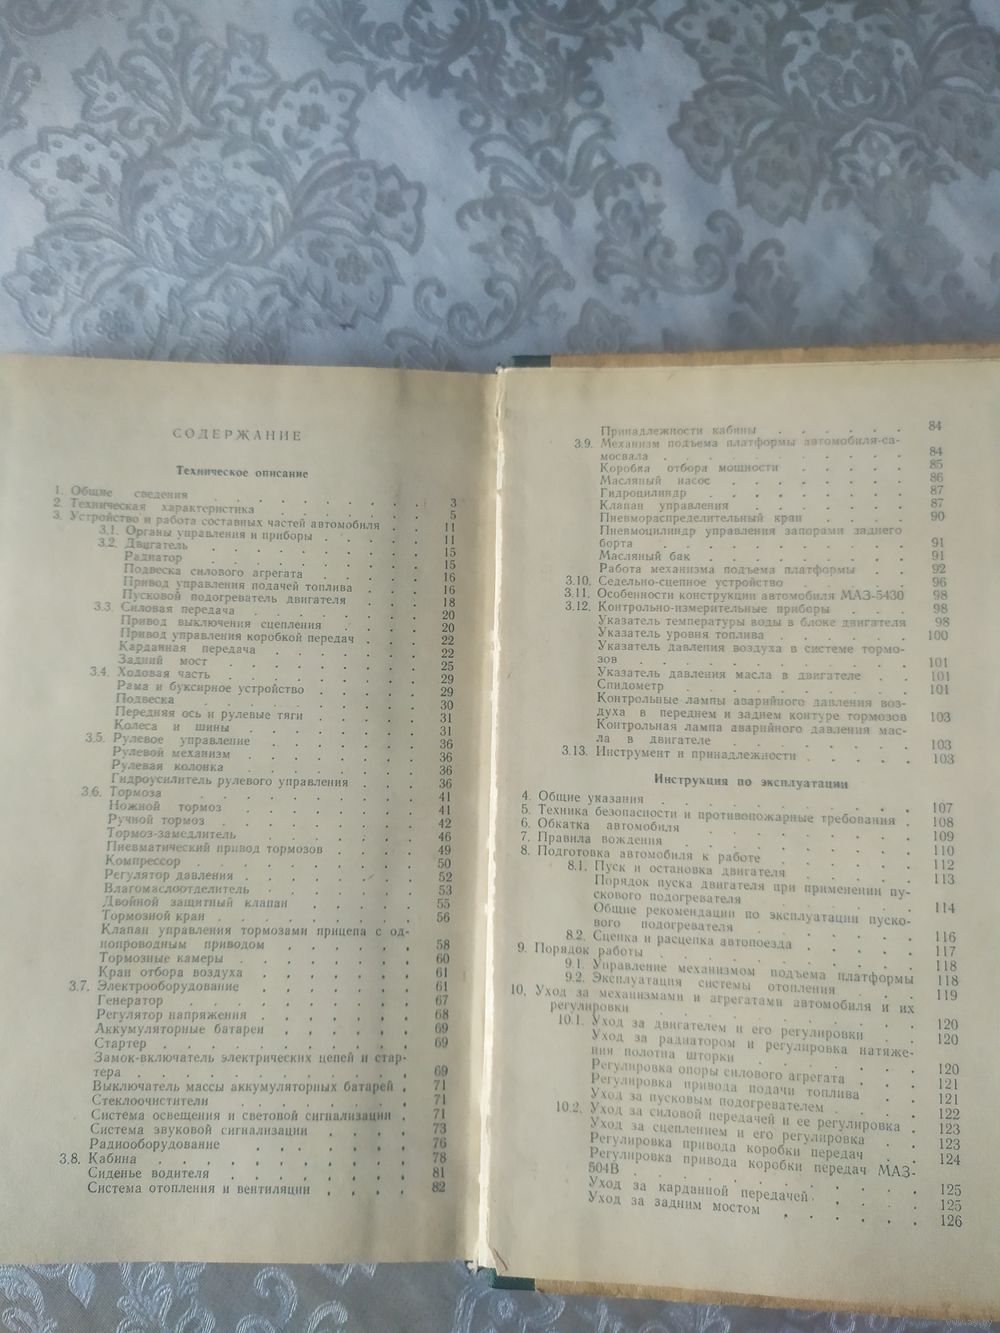 СОДЕРЖАНИЕ
Техническое описание
1. Общие сведения . . . . . . . 3
2. Техническая характеристика . . . . . 5
3. Устройство и работа составных частей автомобиля . . 11
3.1. Органы управления и приборы . . . . 11
3.2. Двигатель . . . . . . . 15
Радиатор . . . . . . . 15
Подвеска силового агрегата . . . . 16
Привод управления подачей топлива . . . 16
Пусковой подогреватель двигателя . . . 18
3.3. Силовая передача . . . . . . 20
Привод выключения сцепления . . . . 20
Привод управления коробкой передач . . . 22
Карданная передача . . . . . . 22
Задний мост . . . . . . . 25
3.4. Ходовая часть . . . . . . . 29
Рама и буксирное устройство . . . . 29
Подвеска . . . . . . . . 30
Передняя ось и рулевые тяги . . . . 31
Колеса и шины . . . . . . 31
3.5. Рулевое управление . . . . . . 36
Рулевой механизм . . . . . . 36
Рулевая колонка . . . . . . 36
Гидроусилитель рулевого управления . . . 36
3.6. Тормоза . . . . . . . . 41
Ножной тормоз . . . . . . 41
Ручной тормоз . . . . . . 42
Тормоз-замедлитель . . . . . . 46
Пневматический привод тормозов . . . . 49
Компрессор . . . . . . . 50
Регулятор давления . . . . . . 52
Влагомаслоотделитель . . . . . 53
Двойной защитный клапан . . . . 55
Тормозной кран . . . . . . 56
Клапан управления тормозами прицепа с од-
нопроводным приводом . . . . . 58
Тормозные камеры . . . . . . 60
Кран отбора воздуха . . . . . 61
3.7. Электрооборудование . . . . . . 61
Генератор . . . . . . . 67
Регулятор напряжения . . . . . 68
Аккумуляторные батареи . . . . . 69
Стартер . . . . . . . . 69
Замок-включатель электрических цепей и стар-
тера . . . . . . . . . 69
Выключатель массы аккумуляторных батарей . 71
Стеклоочистители . . . . . . 71
Система освещения и световой сигнализации . 71
Система звуковой сигнализации . . . 73
Радиооборудование . . . . . 76
3.8. Кабина . . . . . . . . 78
Сиденье водителя . . . . . . 81
Система отопления и вентиляции . . . . 82
Принадлежности кабины . . . . . . 84
3.9. Механизм подъема платформы автомобиля-са-
мосвала . . . . . . . . 84
Коробка отбора мощности . . . . . 85
Масляный насос . . . . . . 86
Гидроцилиндр . . . . . . . 87
Клапан управления . . . . . . 87
Пневмораспределительный кран . . . . 90
Пневмоцилиндр управления запорами заднего
борта . . . . . . . . 91
Масляный бак . . . . . . . 91
Работа механизма подъема платформы . . 92
3.10. Седельно-сцепное устройство . . . . 96
3.11. Особенности конструкции автомобиля МАЗ-5430 98
3.12. Контрольно-измерительные приборы . . . 98
Указатель температуры воды в блоке двигателя 98
Указатель уровня топлива . . . . . 100
Указатель давления воздуха в системе тормо-
зов . . . . . . . . . 101
Указатель давления масла в двигателе . . 101
Спидометр . . . . . . . 101
Контрольные лампы аварийного давления воз-
духа в переднем и заднем контуре тормозов 103
Контрольная лампа аварийного давления мас-
ла в двигателе . . . . . . 103
3.13. Инструмент и принадлежности . . . . 103
Инструкция по эксплуатации
4. Общие указания . . . . . . . . 107
5. Техника безопасности и противопожарные требования . 108
6. Обкатка автомобиля . . . . . . . 109
7. Правила вождения . . . . . . . 110
8. Подготовка автомобиля к работе . . . . . 112
8.1. Пуск и остановка двигателя . . . . . 113
Порядок пуска двигателя при применении пу-
скового подогревателя . . . . . . 114
Общие рекомендации по эксплуатации пуско-
вого подогревателя . . . . . . 116
8.2. Сцепка и расцепка автопоезда . . . . 117
9. Порядок работы . . . . . . . . 118
9.1. Управление механизмом подъема платформы 118
9.2. Эксплуатация системы отопления . . . 119
10. Уход за механизмами и агрегатами автомобиля и их
регулировки . . . . . . . . 120
10.1. Уход за двигателем и его регулировки . . 120
Уход за радиатором и регулировка натяже-
ния полотна шторки . . . . . . 120
Регулировка опоры силового агрегата . . . 121
Регулировка привода подачи топлива . . . 121
Уход за пусковым подогревателем . . . . 122
10.2. Уход за силовой передачей и ее регулировка . 123
Уход за сцеплением и его регулировка . . 123
Регулировка привода коробки передач . . . 124
Регулировка привода коробки передач МАЗ-
504В . . . . . . . . . 125
Уход за карданной передачей . . . . . 125
Уход за задним мостом . . . . . . 126